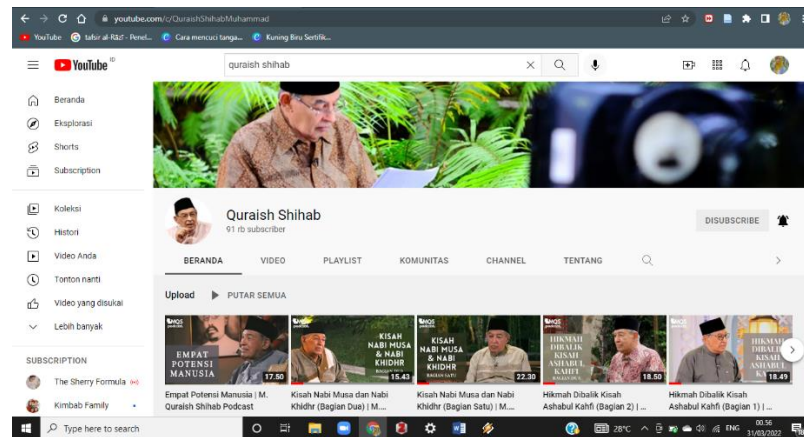 youtube.com/c/QuraishShihabMuhammad
YouTube
tafsir al-Râzî - Penel...
Cara mencuci tanga...
Kuning Biru Sertifik...
YouTube ID
quraish shihab
Beranda
Eksplorasi
Shorts
Subscription
Koleksi
Histori
Video Anda
Tonton nanti
Video yang disukai
Lebih banyak
SUBSCRIPTION
The Sherry Formula
Kimbab Family
Quraish Shihab
91 rb subscriber
DISUBSCRIBE
BERANDA VIDEO PLAYLIST KOMUNITAS CHANNEL TENTANG
Upload PUTAR SEMUA
EMPAT
POTENSI
MANUSIA
17.50
Empat Potensi Manusia | M.
Quraish Shihab Podcast
KISAH
NABI MUSA
& NABI
KHIDHR
15.43
Kisah Nabi Musa dan Nabi
Khidhr (Bagian Dua) | M....
KISAH
NABI MUSA
& NABI
KHIDHR
22.30
Kisah Nabi Musa dan Nabi
Khidhr (Bagian Satu) | M....
HIKMAH
DIBALIK
KISAH
ASHABUL
KAHFI
18.50
Hikmah Dibalik Kisah
Ashabul Kahfi (Bagian 2) | ...
HIKMAH
DIBALIK
KISAH
18.49
Hikmah Dibalik Kisah
Ashabul Kahfi (Bagian 1) | ...
Type here to search
28°C
ENG
00.56
31/03/2022